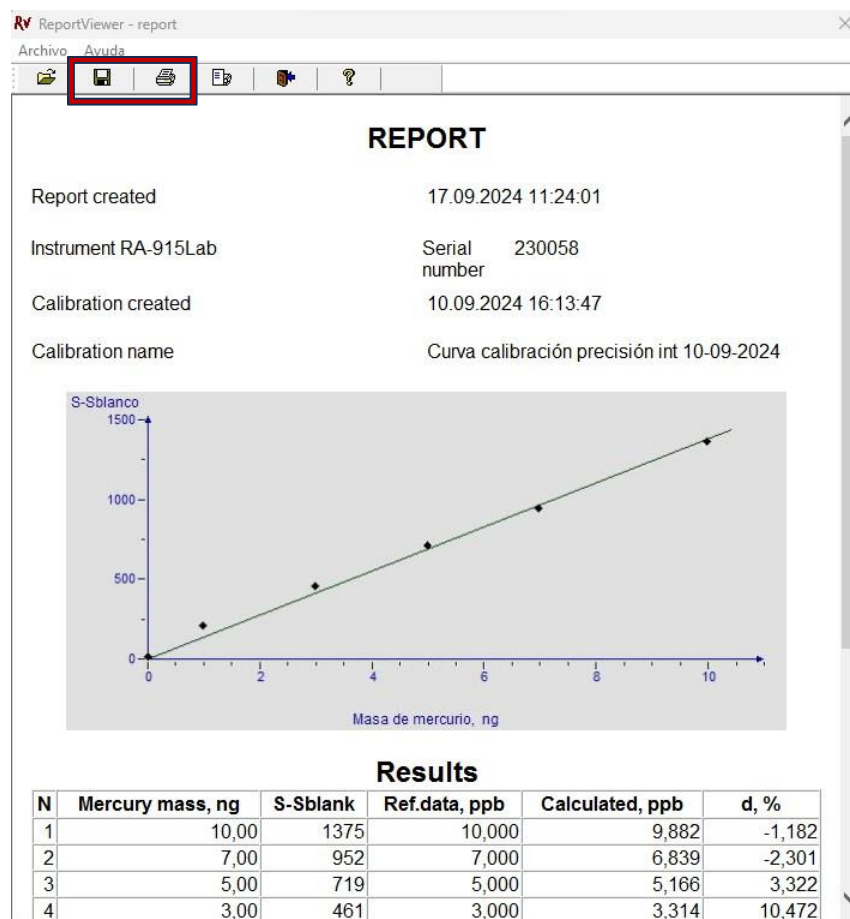 RV ReportViewer - report
Archivo Ayuda
REPORT
Report created 17.09.2024 11:24:01
Instrument RA-915Lab Serial number 230058
Calibration created 10.09.2024 16:13:47
Calibration name Curva calibración precisión int 10-09-2024
S-Sblanco
1500
1000
500
0
0 2 4 6 8 10
Masa de mercurio, ng
Results
N Mercury mass, ng S-Sblank Ref.data, ppb Calculated, ppb d, %
1 10,00 1375 10,000 9,882 -1,182
2 7,00 952 7,000 6,839 -2,301
3 5,00 719 5,000 5,166 3,322
4 3,00 461 3,000 3,314 10,472